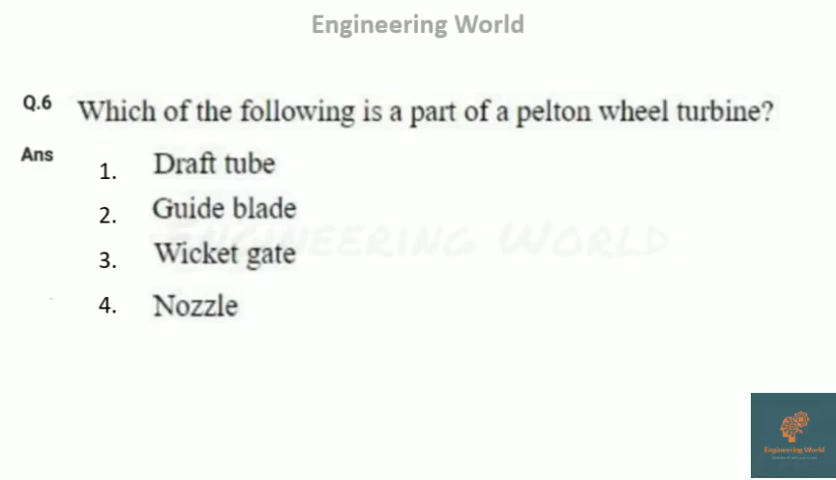 Engineering World
Q.6 Which of the following is a part of a pelton wheel turbine?
Ans
1. Draft tube
2. Guide blade
ENGINEERING WORLD
3. Wicket gate
4. Nozzle
Engineering World